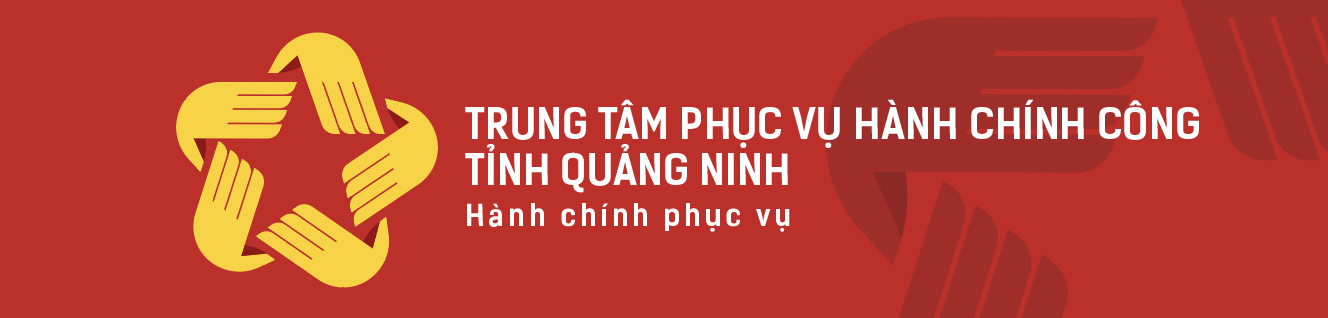 TRUNG TÂM PHỤC VỤ HÀNH CHÍNH CÔNG
TỈNH QUẢNG NINH
Hành chính phục vụ